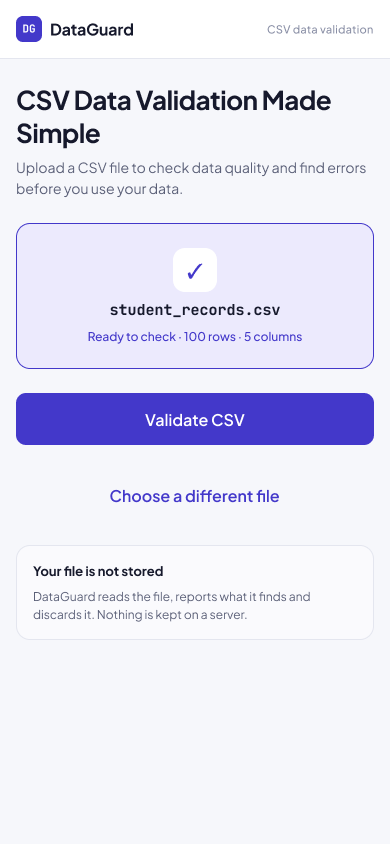 DG DataGuard CSV data validation
CSV Data Validation Made
Simple
Upload a CSV file to check data quality and find errors
before you use your data.
✓
student_records.csv
Ready to check · 100 rows · 5 columns
Validate CSV
Choose a different file
Your file is not stored
DataGuard reads the file, reports what it finds and
discards it. Nothing is kept on a server.